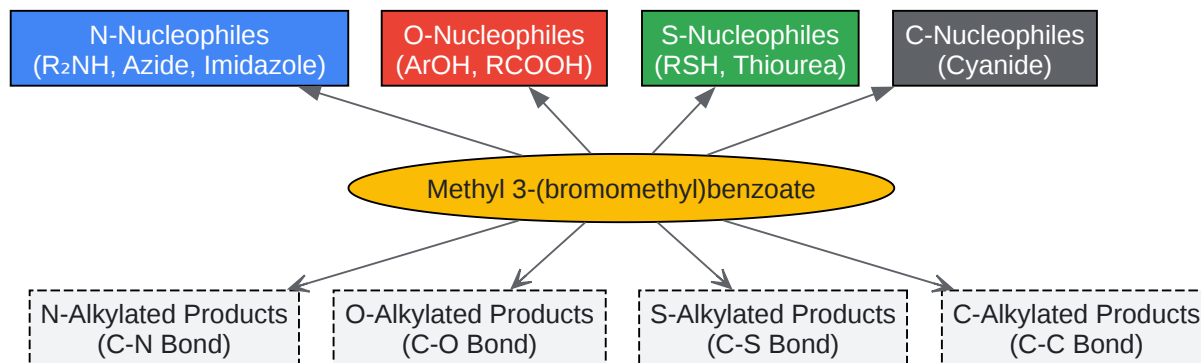 N-Nucleophiles
(R₂NH, Azide, Imidazole)
O-Nucleophiles
(ArOH, RCOOH)
S-Nucleophiles
(RSH, Thiourea)
C-Nucleophiles
(Cyanide)
Methyl 3-(bromomethyl)benzoate
N-Alkylated Products
(C-N Bond)
O-Alkylated Products
(C-O Bond)
S-Alkylated Products
(C-S Bond)
C-Alkylated Products
(C-C Bond)